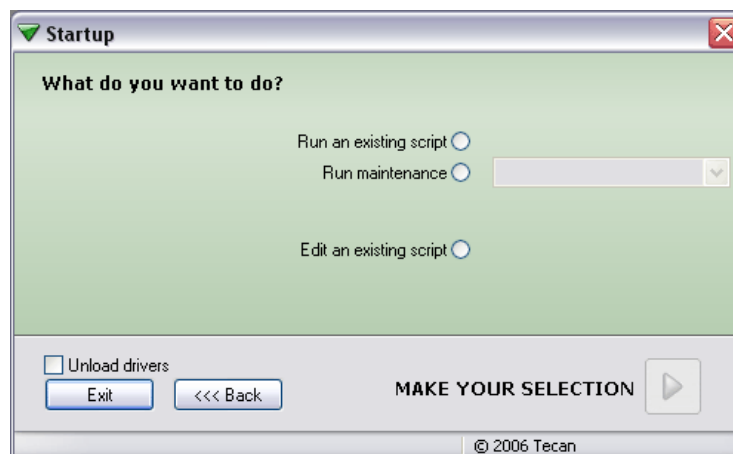 Startup
What do you want to do?
Run an existing script
Run maintenance
Edit an existing script
Unload drivers
Exit
<<< Back
MAKE YOUR SELECTION
© 2006 Tecan